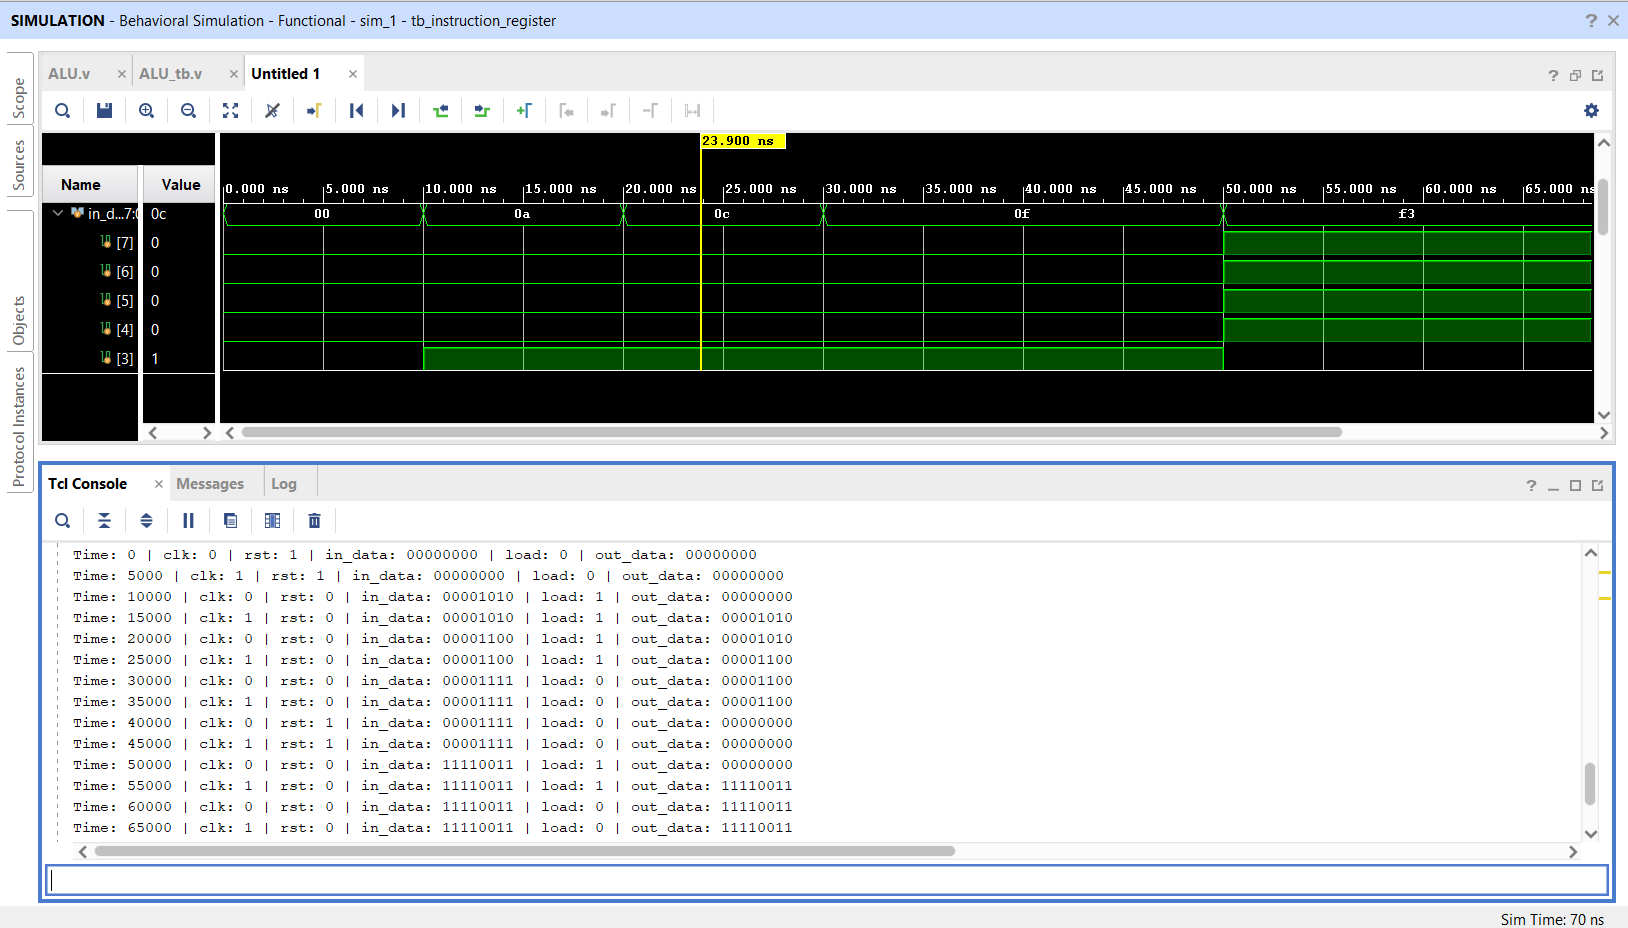 SIMULATION - Behavioral Simulation - Functional - sim_1 - tb_instruction_register
Scope
Sources
Objects
Protocol Instances
ALU.v
ALU_tb.v
Untitled 1
23.900 ns
Name
Value
0.000 ns 5.000 ns 10.000 ns 15.000 ns 20.000 ns 25.000 ns 30.000 ns 35.000 ns 40.000 ns 45.000 ns 50.000 ns 55.000 ns 60.000 ns 65.000 ns
in_d...7:0 0c 00 0a 0c 0f f3
[7] 0
[6] 0
[5] 0
[4] 0
[3] 1
Tcl Console Messages Log
Time: 0 | clk: 0 | rst: 1 | in_data: 00000000 | load: 0 | out_data: 00000000
Time: 5000 | clk: 1 | rst: 1 | in_data: 00000000 | load: 0 | out_data: 00000000
Time: 10000 | clk: 0 | rst: 0 | in_data: 00001010 | load: 1 | out_data: 00000000
Time: 15000 | clk: 1 | rst: 0 | in_data: 00001010 | load: 1 | out_data: 00001010
Time: 20000 | clk: 0 | rst: 0 | in_data: 00001100 | load: 1 | out_data: 00001010
Time: 25000 | clk: 1 | rst: 0 | in_data: 00001100 | load: 1 | out_data: 00001100
Time: 30000 | clk: 0 | rst: 0 | in_data: 00001111 | load: 0 | out_data: 00001100
Time: 35000 | clk: 1 | rst: 0 | in_data: 00001111 | load: 0 | out_data: 00001100
Time: 40000 | clk: 0 | rst: 1 | in_data: 00001111 | load: 0 | out_data: 00000000
Time: 45000 | clk: 1 | rst: 1 | in_data: 00001111 | load: 0 | out_data: 00000000
Time: 50000 | clk: 0 | rst: 0 | in_data: 11110011 | load: 1 | out_data: 00000000
Time: 55000 | clk: 1 | rst: 0 | in_data: 11110011 | load: 1 | out_data: 11110011
Time: 60000 | clk: 0 | rst: 0 | in_data: 11110011 | load: 0 | out_data: 11110011
Time: 65000 | clk: 1 | rst: 0 | in_data: 11110011 | load: 0 | out_data: 11110011
Sim Time: 70 ns